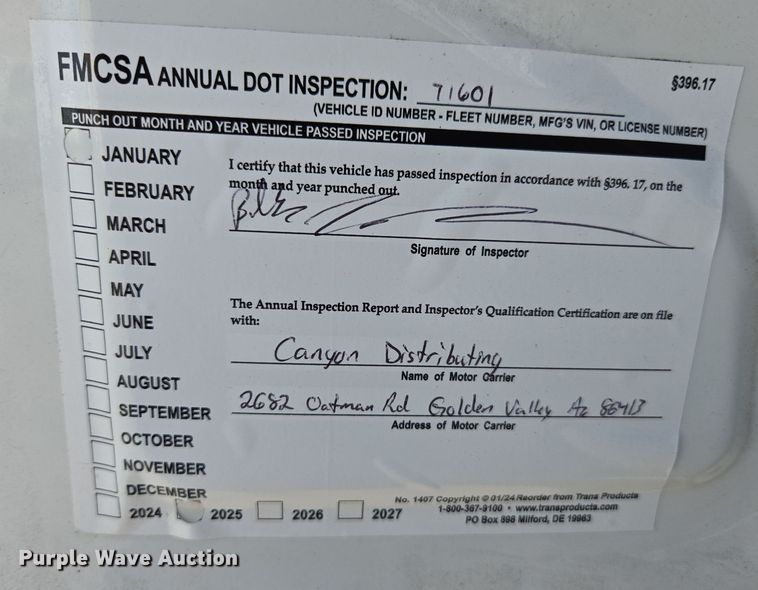 FMCSA ANNUAL DOT INSPECTION: 71601 §396.17
(VEHICLE ID NUMBER - FLEET NUMBER, MFG'S VIN, OR LICENSE NUMBER)
PUNCH OUT MONTH AND YEAR VEHICLE PASSED INSPECTION
JANUARY
FEBRUARY
MARCH
APRIL
MAY
JUNE
JULY
AUGUST
SEPTEMBER
OCTOBER
NOVEMBER
DECEMBER
2024 2025 2026 2027
I certify that this vehicle has passed inspection in accordance with §396. 17, on the
month and year punched out.
Signature of Inspector
The Annual Inspection Report and Inspector's Qualification Certification are on file
with:
Canyon Distributing
Name of Motor Carrier
2682 Oatman Rd Golden Valley Az 86413
Address of Motor Carrier
No. 1407 Copyright © 01/24 Reorder from Trans Products
1-800-367-9100 • www.transproducts.com
PO Box 898 Milford, DE 19963
Purple Wave Auction